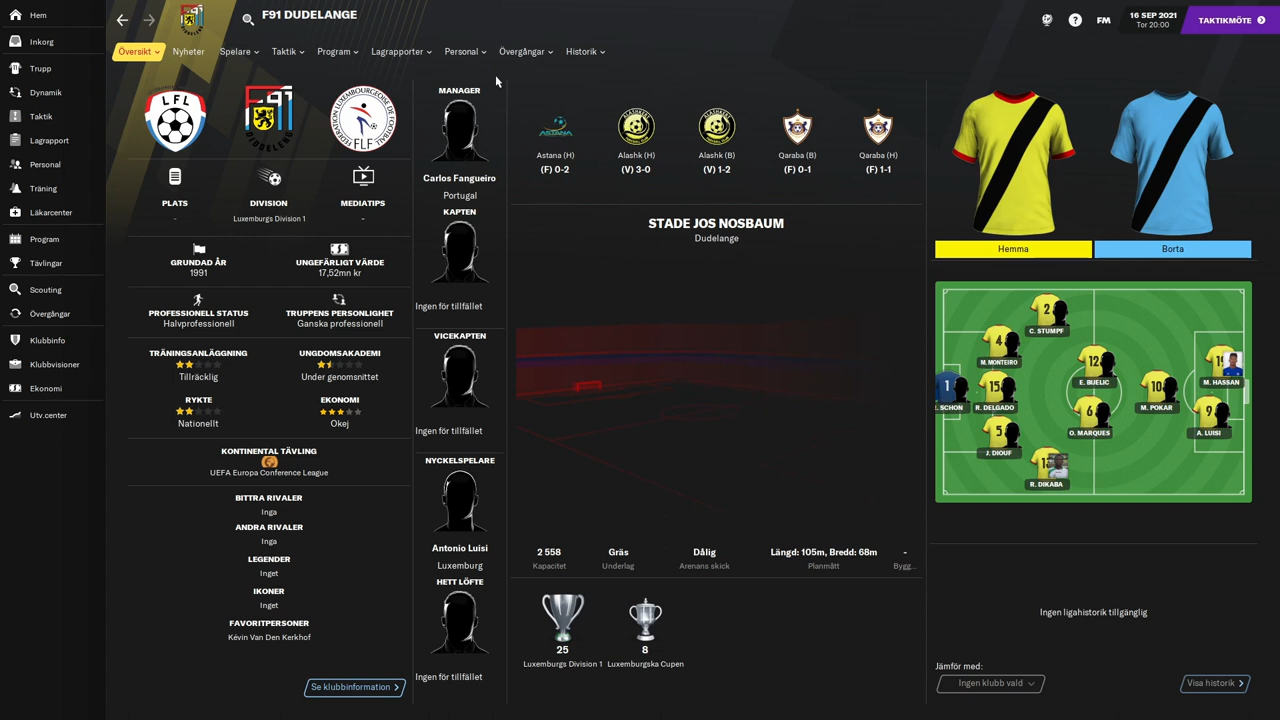 F91 DUDELANGE
16 SEP 2021
Tor 20:00
TAKTIKMÖTE
FM
Hem
Inkorg
Trupp
Dynamik
Taktik
Lagrapport
Personal
Träning
Läkarcenter
Program
Tävlingar
Scouting
Övergångar
Klubbinfo
Klubbvisioner
Ekonomi
Utv.center
Översikt
Nyheter
Spelare
Taktik
Program
Lagrapporter
Personal
Övergångar
Historik
LFL
F91
FLF
PLATS
-
DIVISION
Luxemburgs Division 1
MEDIATIPS
-
GRUNDAD ÅR
1991
UNGEFÄRLIGT VÄRDE
17,52mn kr
PROFESSIONELL STATUS
Halvprofessionell
TRUPPENS PERSONLIGHET
Ganska professionell
TRÄNINGSANLÄGGNING
Tillräcklig
UNGDOMSAKADEMI
Under genomsnittet
RYKTE
Nationellt
EKONOMI
Okej
KONTINENTAL TÄVLING
UEFA Europa Conference League
BITTRA RIVALER
Inga
ANDRA RIVALER
Inga
LEGENDER
Inget
IKONER
Inget
FAVORITPERSONER
Kévin Van Den Kerkhof
Se klubbinformation
MANAGER
Carlos Fangueiro
Portugal
KAPTEN
Ingen för tillfället
VICEKAPTEN
Ingen för tillfället
NYCKELSPELARE
Antonio Luisi
Luxemburg
HETT LÖFTE
Ingen för tillfället
Astana (H)
(F) 0-2
Alashk (H)
(V) 3-0
Alashk (B)
(V) 1-2
Qaraba (B)
(F) 0-1
Qaraba (H)
(F) 1-1
STADE JOS NOSBAUM
Dudelange
2 558
Kapacitet
Gräs
Underlag
Dålig
Arenans skick
Längd: 105m, Bredd: 68m
Planmått
-
Bygg...
25
Luxemburgs Division 1
8
Luxemburgska Cupen
Hemma
Borta
2
C. STUMPF
4
M. MONTEIRO
12
E. BIJELIC
M. HASSAN
1
. SCHON
15
R. DELGADO
10
M. POKAR
6
O. MARQUES
9
A. LUISI
5
J. DIOUF
R. DIKABA
Ingen ligahistorik tillgänglig
Jämför med:
Ingen klubb vald
Visa historik